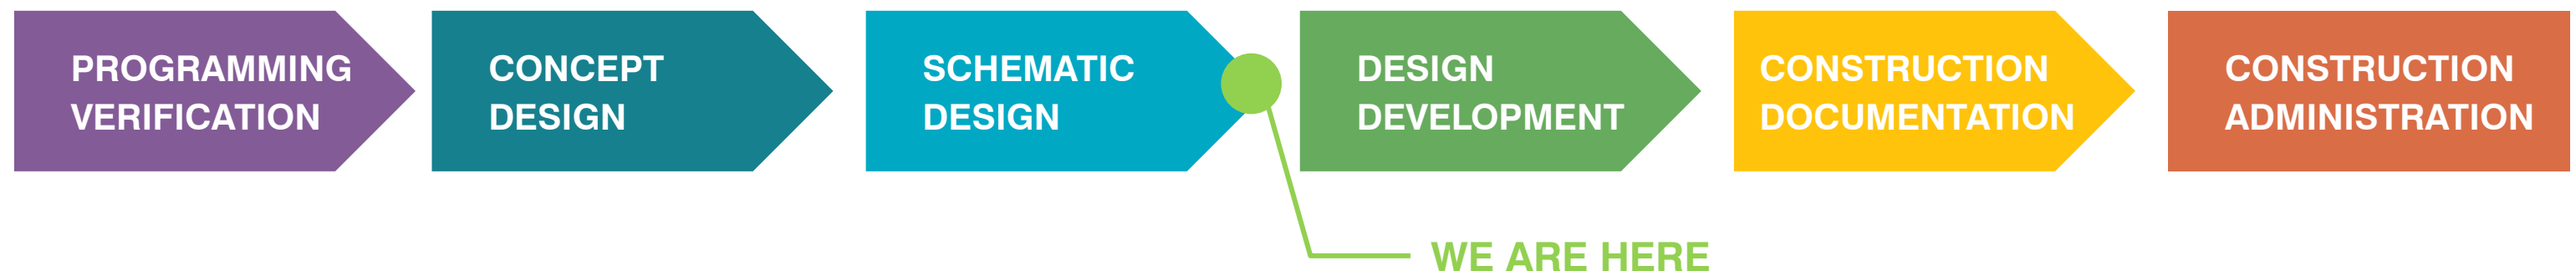 PROGRAMMING
VERIFICATION
CONCEPT
DESIGN
SCHEMATIC
DESIGN
DESIGN
DEVELOPMENT
CONSTRUCTION
DOCUMENTATION
CONSTRUCTION
ADMINISTRATION
WE ARE HERE